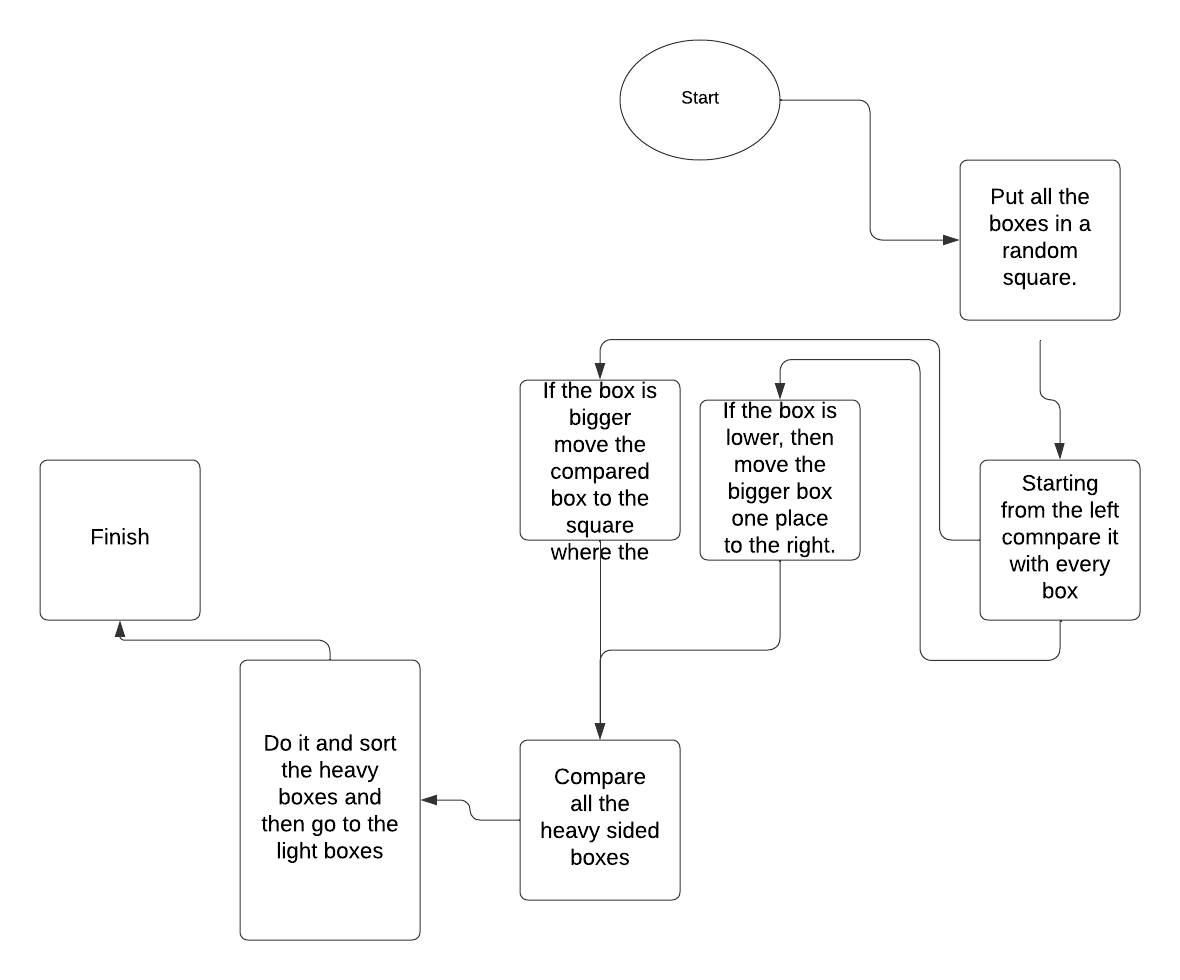 Start
Put all the
boxes in a
random
square.
Starting
from the left
comnpare it
with every
box
If the box is
bigger
move the
compared
box to the
square
where the
If the box is
lower, then
move the
bigger box
one place
to the right.
Compare
all the
heavy sided
boxes
Do it and sort
the heavy
boxes and
then go to the
light boxes
Finish